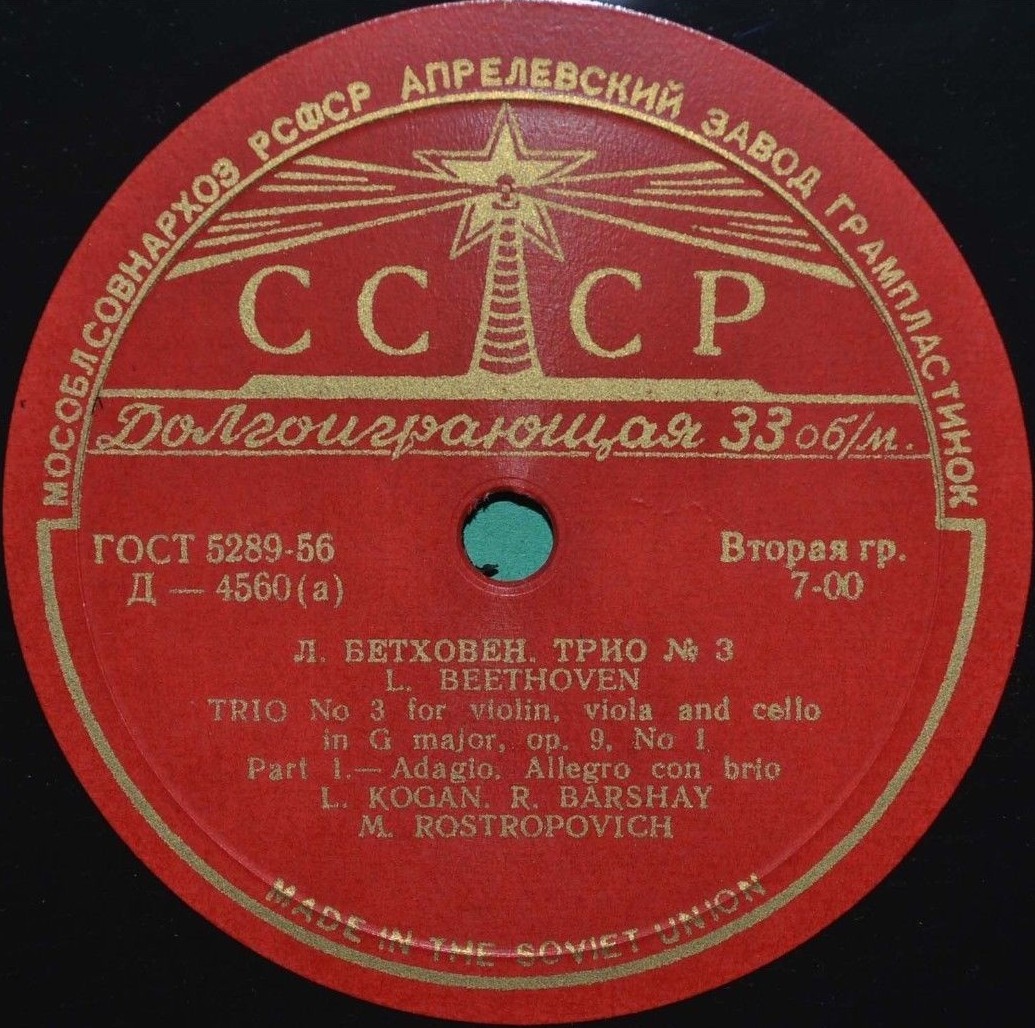 МОСОБЛСОВНАРХОЗ РСФСР АПРЕЛЕВСКИЙ ЗАВОД ГРАМПЛАСТИНОК
СССР
Долгоиграющая 33 об/м.
ГОСТ 5289-56
Д — 4560(а)
Вторая гр.
7-00
Л. БЕТХОВЕН. ТРИО № 3
L. BEETHOVEN
TRIO No 3 for violin, viola and cello
in G major, op. 9, No 1
Part 1.— Adagio. Allegro con brio
L. KOGAN. R. BARSHAY
M. ROSTROPOVICH
MADE IN THE SOVIET UNION